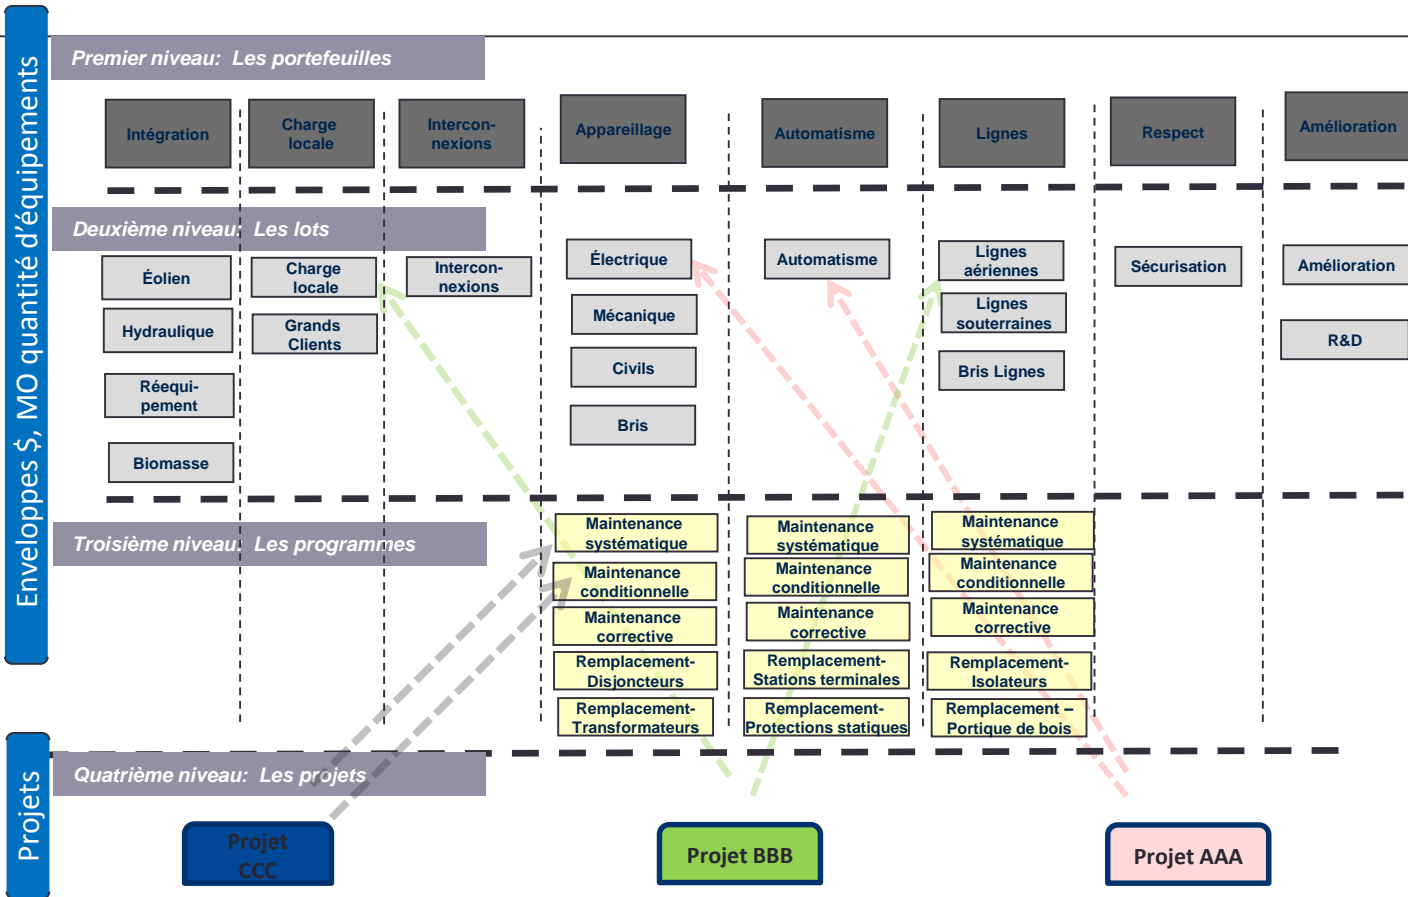 Enveloppes $, MO quantité d'équipements
Premier niveau: Les portefeuilles
Intégration
Charge
locale
Intercon-
nexions
Appareillage
Automatisme
Lignes
Respect
Amélioration
Deuxième niveau: Les lots
Éolien
Hydraulique
Rééqui-
pement
Biomasse
Charge
locale
Grands
Clients
Intercon-
nexions
Électrique
Mécanique
Civils
Bris
Automatisme
Lignes
aériennes
Lignes
souterraines
Bris Lignes
Sécurisation
Amélioration
R&D
Troisième niveau: Les programmes
Maintenance
systématique
Maintenance
conditionnelle
Maintenance
corrective
Remplacement-
Disjoncteurs
Remplacement-
Transformateurs
Maintenance
systématique
Maintenance
conditionnelle
Maintenance
corrective
Remplacement-
Stations terminales
Remplacement-
Protections statiques
Maintenance
systématique
Maintenance
conditionnelle
Maintenance
corrective
Remplacement-
Isolateurs
Remplacement –
Portique de bois
Projets
Quatrième niveau: Les projets
Projet
CCC
Projet BBB
Projet AAA